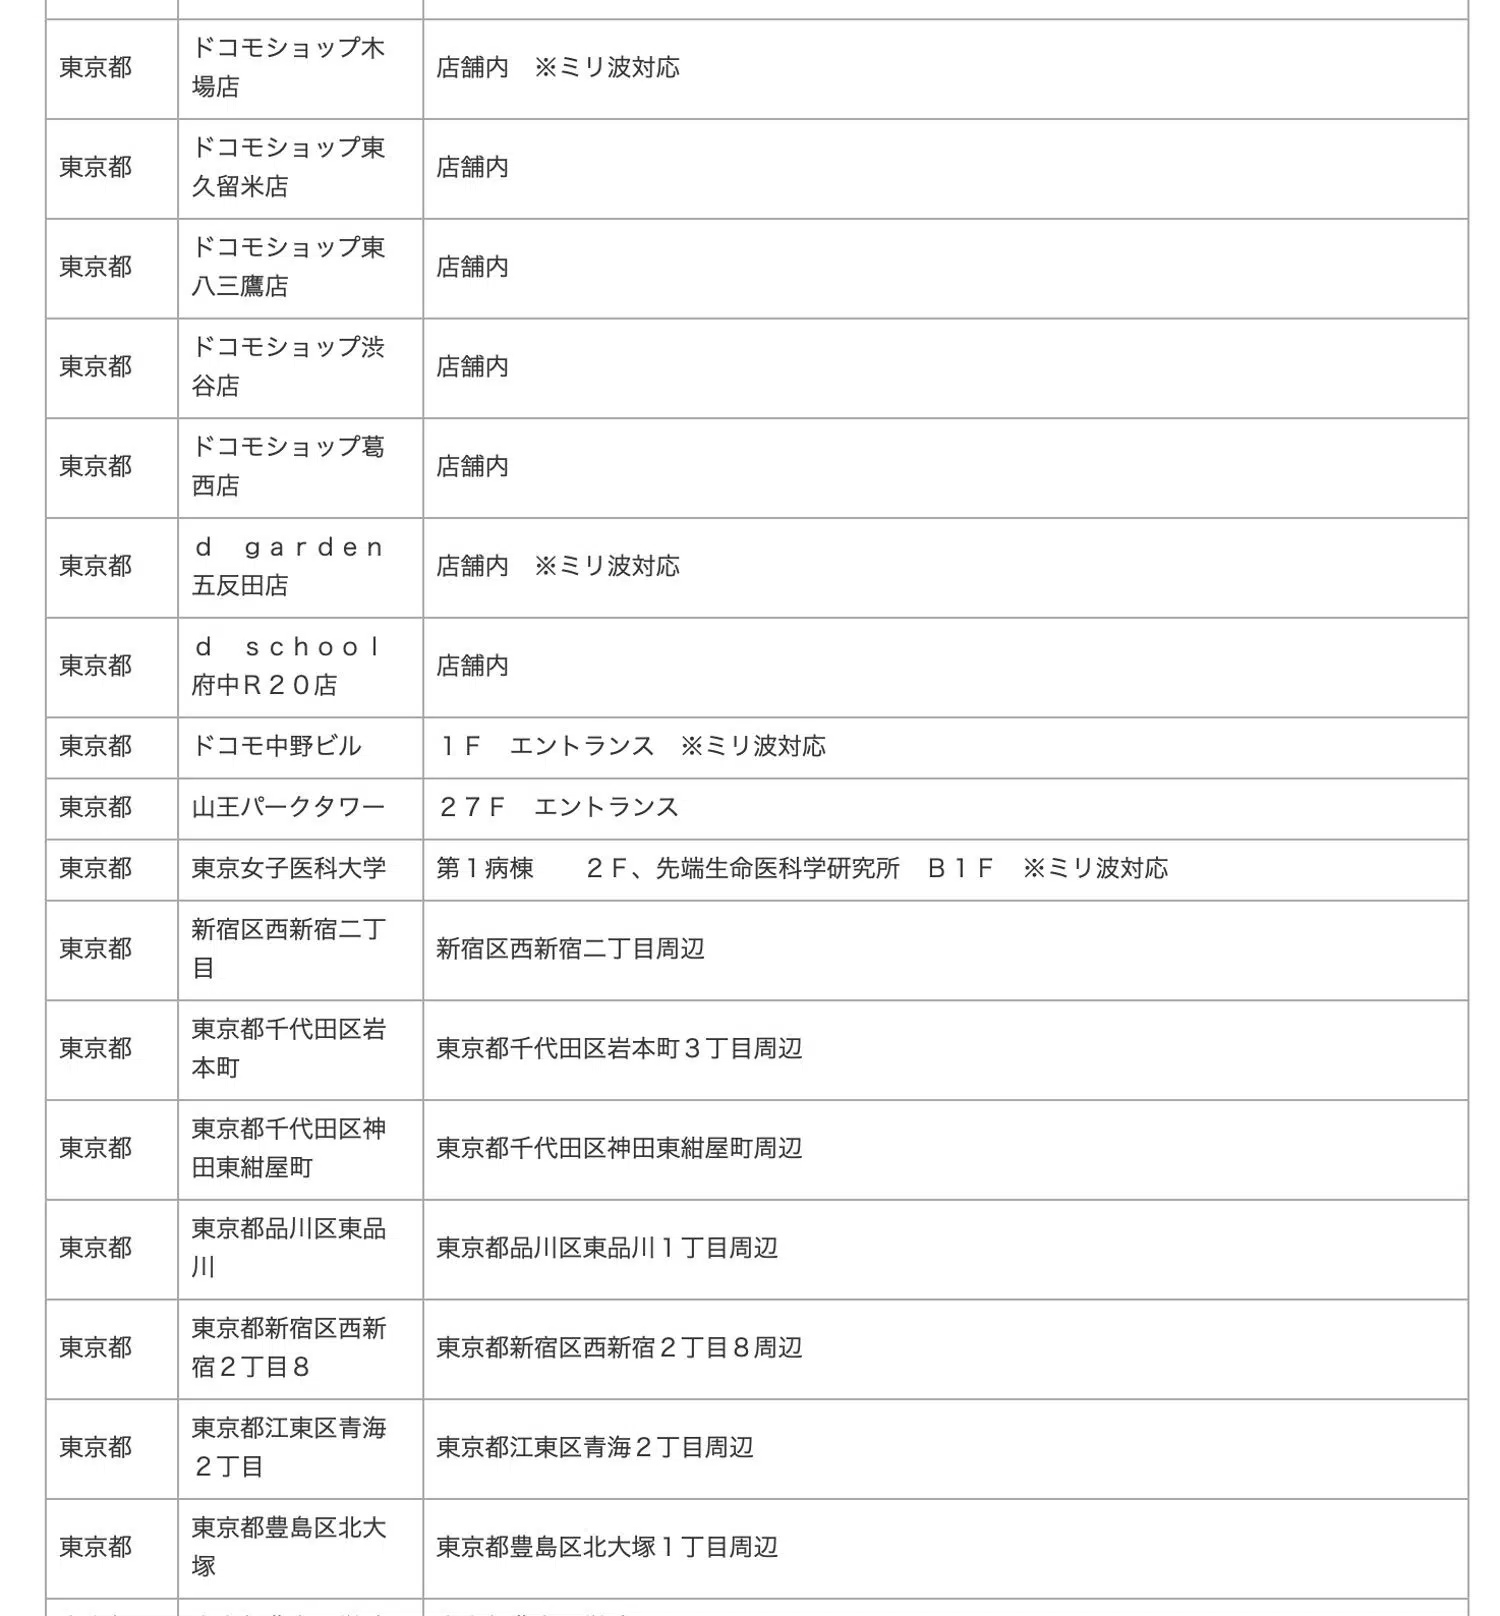 東京都
ドコモショップ木
場店
店舗内　※ミリ波対応
東京都
ドコモショップ東
久留米店
店舗内
東京都
ドコモショップ東
八三鷹店
店舗内
東京都
ドコモショップ渋
谷店
店舗内
東京都
ドコモショップ葛
西店
店舗内
東京都
ｄ　ｇａｒｄｅｎ
五反田店
店舗内　※ミリ波対応
東京都
ｄ　ｓｃｈｏｏｌ
府中Ｒ２０店
店舗内
東京都
ドコモ中野ビル
１Ｆ　エントランス　※ミリ波対応
東京都
山王パークタワー
２７Ｆ　エントランス
東京都
東京女子医科大学
第１病棟　　２Ｆ、先端生命医科学研究所　Ｂ１Ｆ　※ミリ波対応
東京都
新宿区西新宿二丁
目
新宿区西新宿二丁目周辺
東京都
東京都千代田区岩
本町
東京都千代田区岩本町３丁目周辺
東京都
東京都千代田区神
田東紺屋町
東京都千代田区神田東紺屋町周辺
東京都
東京都品川区東品
川
東京都品川区東品川１丁目周辺
東京都
東京都新宿区西新
宿２丁目８
東京都新宿区西新宿２丁目８周辺
東京都
東京都江東区青海
２丁目
東京都江東区青海２丁目周辺
東京都
東京都豊島区北大
塚
東京都豊島区北大塚１丁目周辺